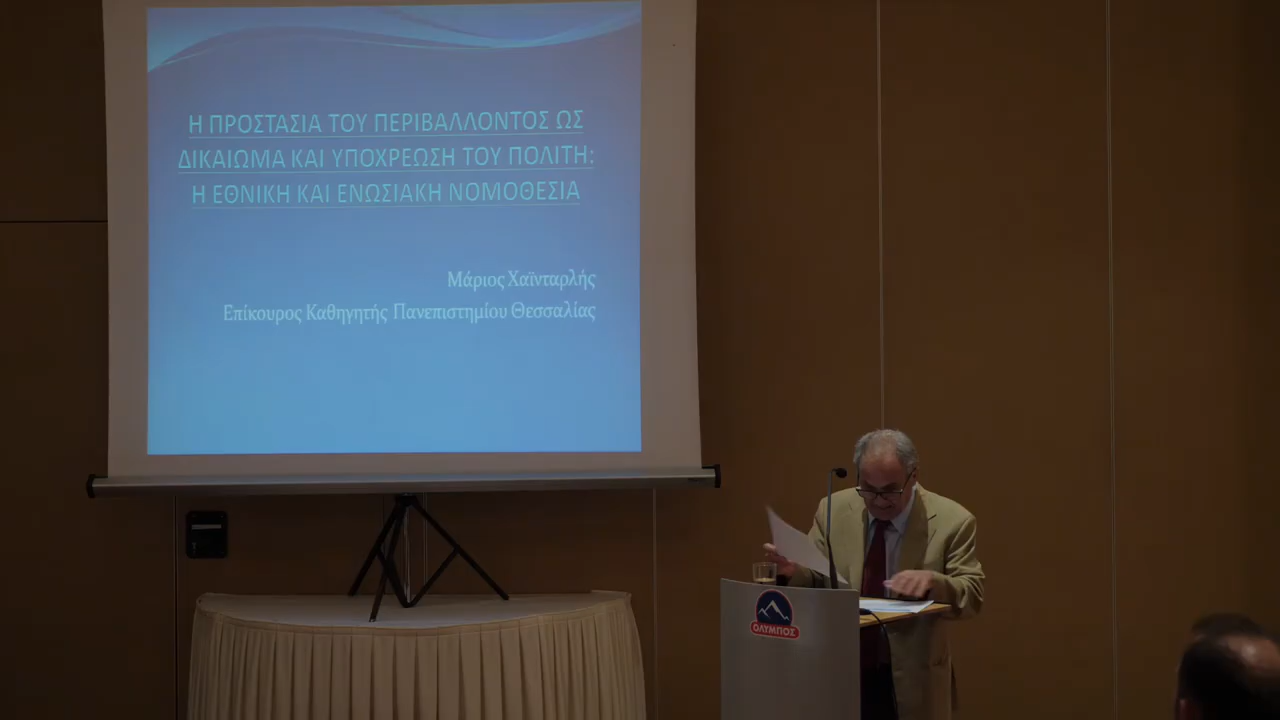 Η ΠΡΟΣΤΑΣΙΑ ΤΟΥ ΠΕΡΙΒΑΛΛΟΝΤΟΣ ΩΣ
ΔΙΚΑΙΩΜΑ ΚΑΙ ΥΠΟΧΡΕΩΣΗ ΤΟΥ ΠΟΛΙΤΗ:
Η ΕΘΝΙΚΗ ΚΑΙ ΕΝΩΣΙΑΚΗ ΝΟΜΟΘΕΣΙΑ
Μάριος Χαϊνταρλής
Επίκουρος Καθηγητής Πανεπιστημίου Θεσσαλίας
ΟΛΥΜΠΟΣ